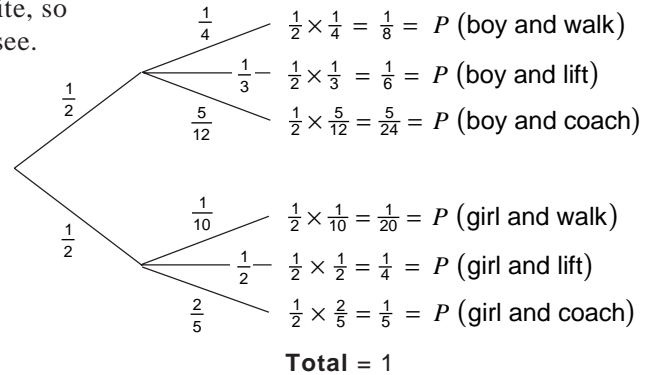 ite, so
see.
1/4
1/2 × 1/4 = 1/8 = P (boy and walk)
1/2
1/3
1/2 × 1/3 = 1/6 = P (boy and lift)
5/12
1/2 × 5/12 = 5/24 = P (boy and coach)
1/2
1/10
1/2 × 1/10 = 1/20 = P (girl and walk)
1/2
1/2 × 1/2 = 1/4 = P (girl and lift)
2/5
1/2 × 2/5 = 1/5 = P (girl and coach)
Total = 1